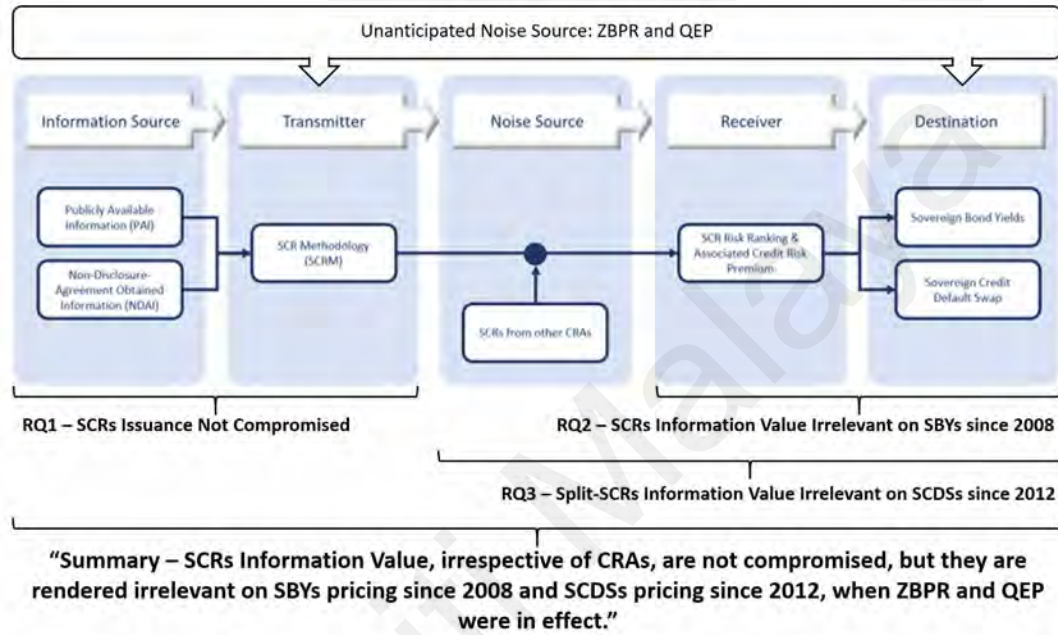 Unanticipated Noise Source: ZBPR and QEP
Information Source
Transmitter
Noise Source
Receiver
Destination
Publicly Available
Information (PAI)
Non-Disclosure-
Agreement Obtained
Information (NDAI)
SCR Methodology
(SCRM)
SCRs from other CRAs
SCR Risk Ranking &
Associated Credit Risk
Premium
Sovereign Bond Yields
Sovereign Credit
Default Swap
RQ1 – SCRs Issuance Not Compromised
RQ2 – SCRs Information Value Irrelevant on SBYs since 2008
RQ3 – Split-SCRs Information Value Irrelevant on SCDSs since 2012
“Summary – SCRs Information Value, irrespective of CRAs, are not compromised, but they are
rendered irrelevant on SBYs pricing since 2008 and SCDSs pricing since 2012, when ZBPR and QEP
were in effect.”
iti Malaya